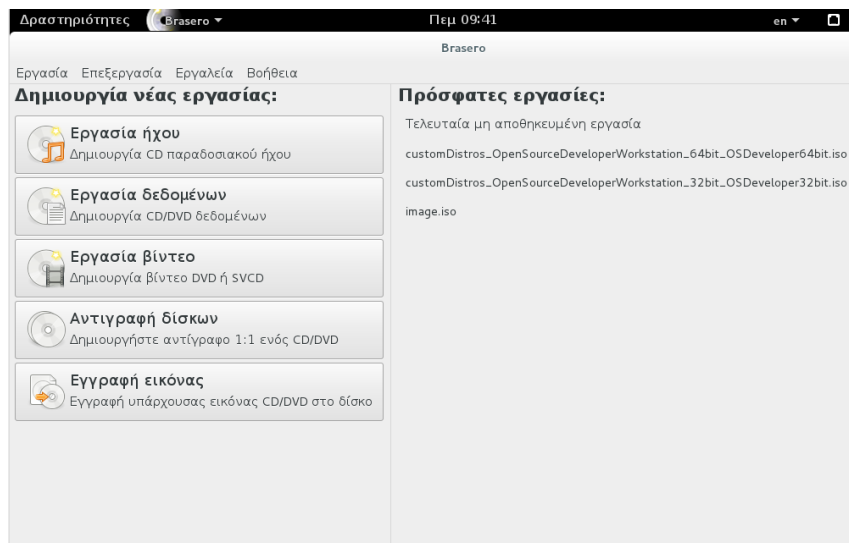 Δραστηριότητες Brasero Πεμ 09:41 en
Brasero
Εργασία Επεξεργασία Εργαλεία Βοήθεια
Δημιουργία νέας εργασίας:
Εργασία ήχου
Δημιουργία CD παραδοσιακού ήχου
Εργασία δεδομένων
Δημιουργία CD/DVD δεδομένων
Εργασία βίντεο
Δημιουργία βίντεο DVD ή SVCD
Αντιγραφή δίσκων
Δημιουργήστε αντίγραφο 1:1 ενός CD/DVD
Εγγραφή εικόνας
Εγγραφή υπάρχουσας εικόνας CD/DVD στο δίσκο
Πρόσφατες εργασίες:
Τελευταία μη αποθηκευμένη εργασία
customDistros_OpenSourceDeveloperWorkstation_64bit_OSDeveloper64bit.iso
customDistros_OpenSourceDeveloperWorkstation_32bit_OSDeveloper32bit.iso
image.iso